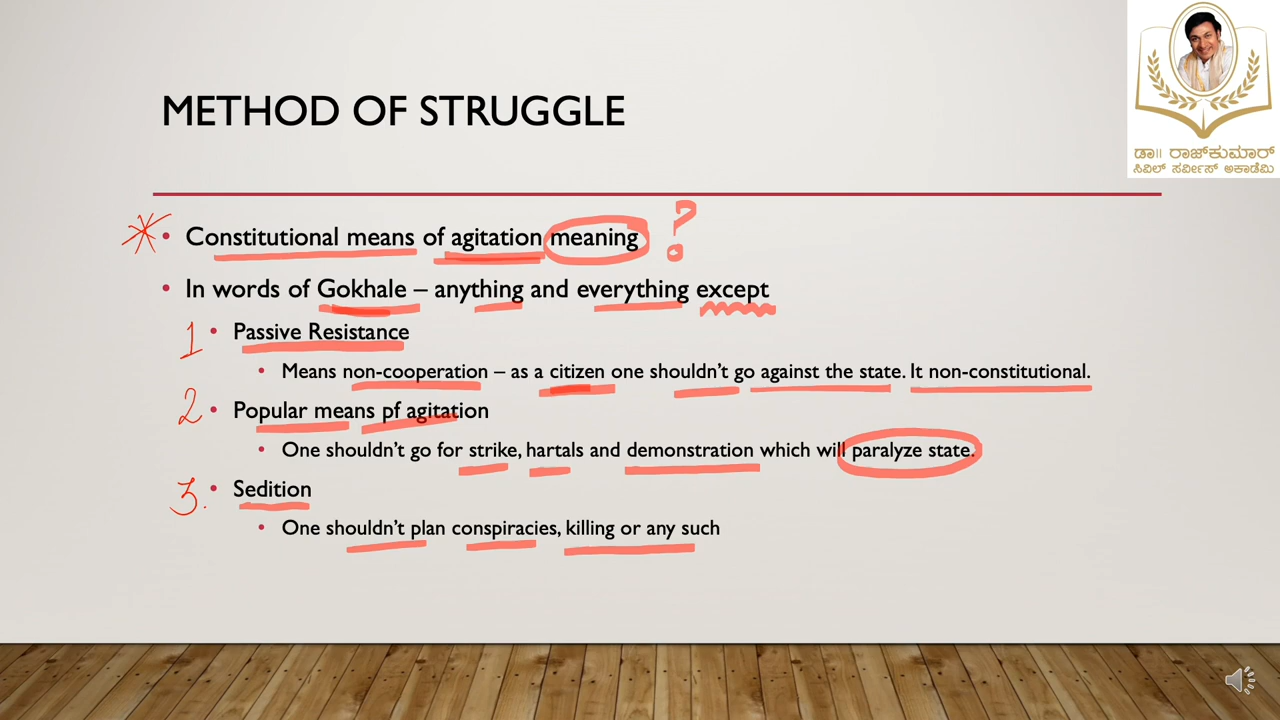 METHOD OF STRUGGLE
ಡಾ|| ರಾಜ್‌ಕುಮಾರ್
ಸಿವಿಲ್ ಸರ್ವೀಸ್ ಅಕಾಡೆಮಿ
* • Constitutional means of agitation meaning ?
• In words of Gokhale – anything and everything except
1 • Passive Resistance
• Means non-cooperation – as a citizen one shouldn't go against the state. It non-constitutional.
2 • Popular means pf agitation
• One shouldn't go for strike, hartals and demonstration which will paralyze state.
3. • Sedition
• One shouldn't plan conspiracies, killing or any such